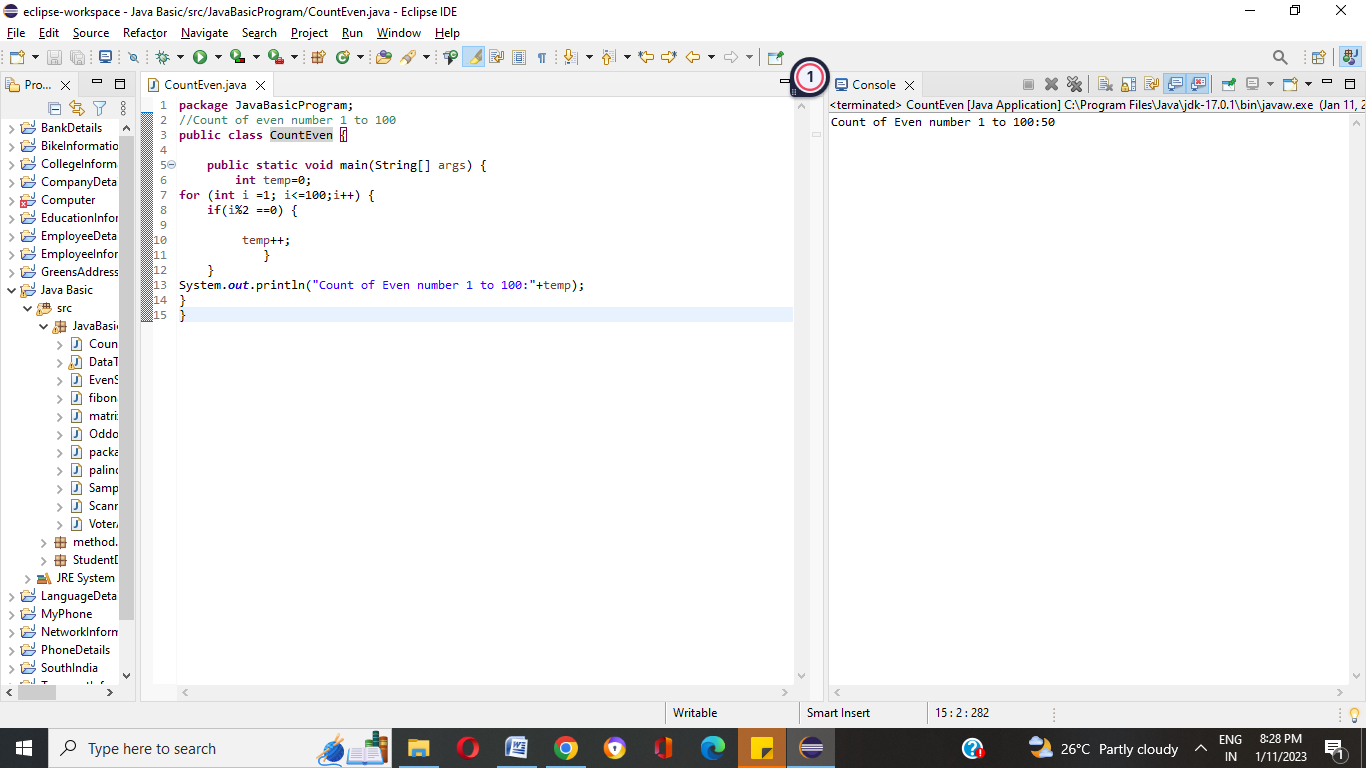 eclipse-workspace - Java Basic/src/JavaBasicProgram/CountEven.java - Eclipse IDE
File Edit Source Refactor Navigate Search Project Run Window Help
Pro...
BankDetails
BikeInformatio
CollegeInform
CompanyDeta
Computer
EducationInfor
EmployeeDeta
EmployeeInfor
GreensAddress
Java Basic
src
JavaBasic
Coun
DataT
EvenS
fibon
matri
Oddo
packa
palind
Samp
Scann
VoterA
method.
StudentD
JRE System
LanguageDeta
MyPhone
NetworkInform
PhoneDetails
SouthIndia
CountEven.java
1 package JavaBasicProgram;
2 //Count of even number 1 to 100
3 public class CountEven {
4
5 public static void main(String[] args) {
6 int temp=0;
7 for (int i =1; i<=100;i++) {
8 if(i%2 ==0) {
9
10 temp++;
11 }
12 }
13 System.out.println("Count of Even number 1 to 100:"+temp);
14 }
15 }
1
Console
<terminated> CountEven [Java Application] C:\Program Files\Java\jdk-17.0.1\bin\javaw.exe (Jan 11, 2
Count of Even number 1 to 100:50
Writable Smart Insert 15 : 2 : 282
Type here to search
26°C Partly cloudy
ENG
IN
8:28 PM
1/11/2023
1